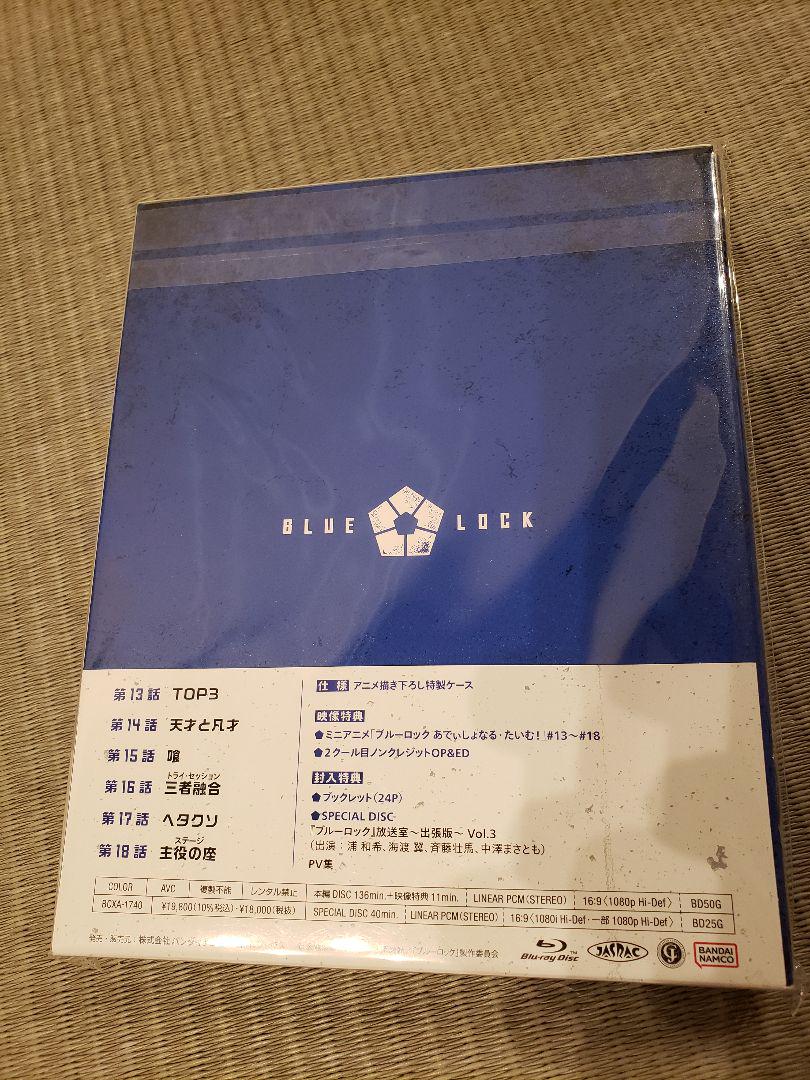 BLUE LOCK
第13話 TOP3
第14話 天才と凡才
第15話 喰
トライ・セッション
第16話 三者融合
第17話 ヘタクソ
ステージ
第18話 主役の座
仕様 アニメ描き下ろし特製ケース
映像特典
●ミニアニメ「ブルーロック あでぃしょなる・たいむ!」#13~#18
●2クール目ノンクレジットOP&ED
封入特典
●ブックレット(24P)
●SPECIAL DISC
「ブルーロック」放送室~出張版~ Vol.3
(出演:浦 和希、海渡 翼、斉藤壮馬、中澤まさとも)
PV集
COLOR AVC 複製不能 レンタル禁止 本編 DISC 136min.+映像特典 11min. LINEAR PCM(STEREO) 16:9〈1080p Hi-Def〉 BD50G
BCXA-1740 ¥19,800(10%税込)・¥18,000(税抜) SPECIAL DISC 40min. LINEAR PCM(STEREO) 16:9〈1080i Hi-Def・一部 1080p Hi-Def〉 BD25G
発売・販売元:株式会社バンダイ 「ブルーロック」製作委員会
Blu-ray Disc
JASRAC
BANDAI
NAMCO